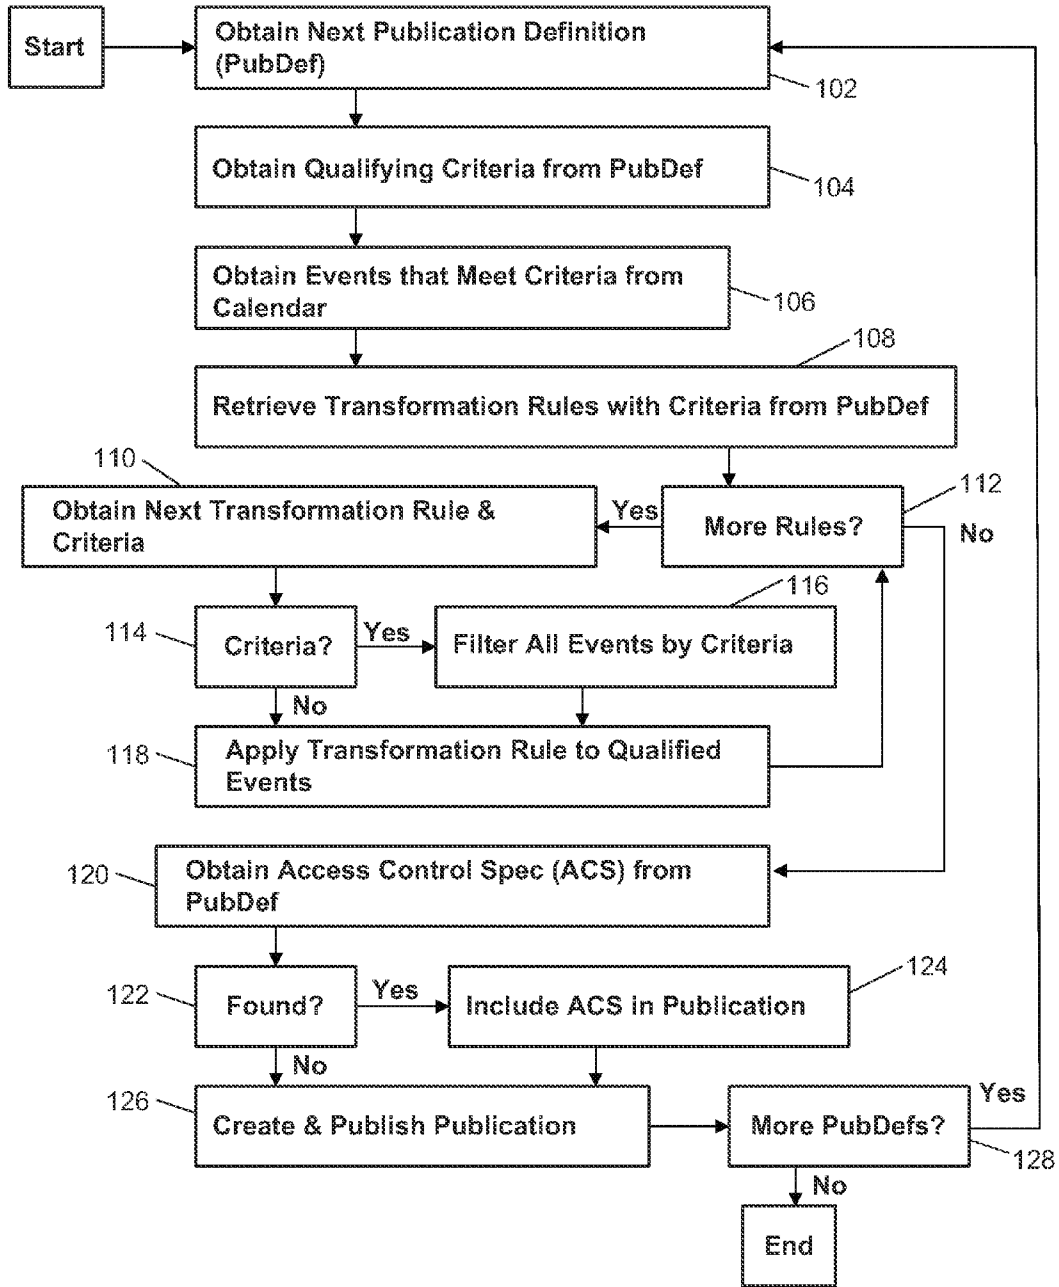 Start
Obtain Next Publication Definition
(PubDef)
102
Obtain Qualifying Criteria from PubDef
104
Obtain Events that Meet Criteria from
Calendar
106
108
Retrieve Transformation Rules with Criteria from PubDef
110
Obtain Next Transformation Rule &
Criteria
Yes
More Rules?
112
No
114
Criteria?
Yes
116
Filter All Events by Criteria
No
118
Apply Transformation Rule to Qualified
Events
120
Obtain Access Control Spec (ACS) from
PubDef
122
Found?
Yes
124
Include ACS in Publication
No
126
Create & Publish Publication
More PubDefs?
Yes
128
No
End